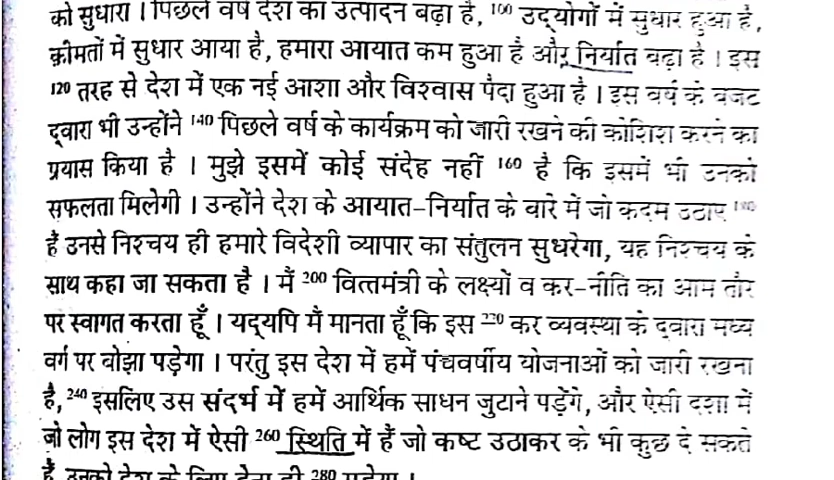 को सुधारा । पिछले वर्ष देश का उत्पादन बढ़ा है, 100 उद्योगों में सुधार हुआ है,
क़ीमतों में सुधार आया है, हमारा आयात कम हुआ है और निर्यात बढ़ा है । इस
120 तरह से देश में एक नई आशा और विश्वास पैदा हुआ है । इस वर्ष के बजट
द्वारा भी उन्होंने 140 पिछले वर्ष के कार्यक्रम को जारी रखने की कोशिश करने का
प्रयास किया है । मुझे इसमें कोई संदेह नहीं 160 है कि इसमें भी उनको
सफलता मिलेगी । उन्होंने देश के आयात-निर्यात के बारे में जो कदम उठाए 180
हैं उनसे निश्चय ही हमारे विदेशी व्यापार का संतुलन सुधरेगा, यह निश्चय के
साथ कहा जा सकता है । मैं 200 वित्तमंत्री के लक्ष्यों व कर-नीति का आम तौर
पर स्वागत करता हूँ । यद्यपि मैं मानता हूँ कि इस 220 कर व्यवस्था के द्वारा मध्य
वर्ग पर बोझा पड़ेगा । परंतु इस देश में हमें पंचवर्षीय योजनाओं को जारी रखना
है, 240 इसलिए उस संदर्भ में हमें आर्थिक साधन जुटाने पड़ेंगे, और ऐसी दशा में
जो लोग इस देश में ऐसी 260 स्थिति में हैं जो कष्ट उठाकर के भी कुछ दे सकते
हैं, उनको देश के लिए देना ही 280 पड़ेगा ।